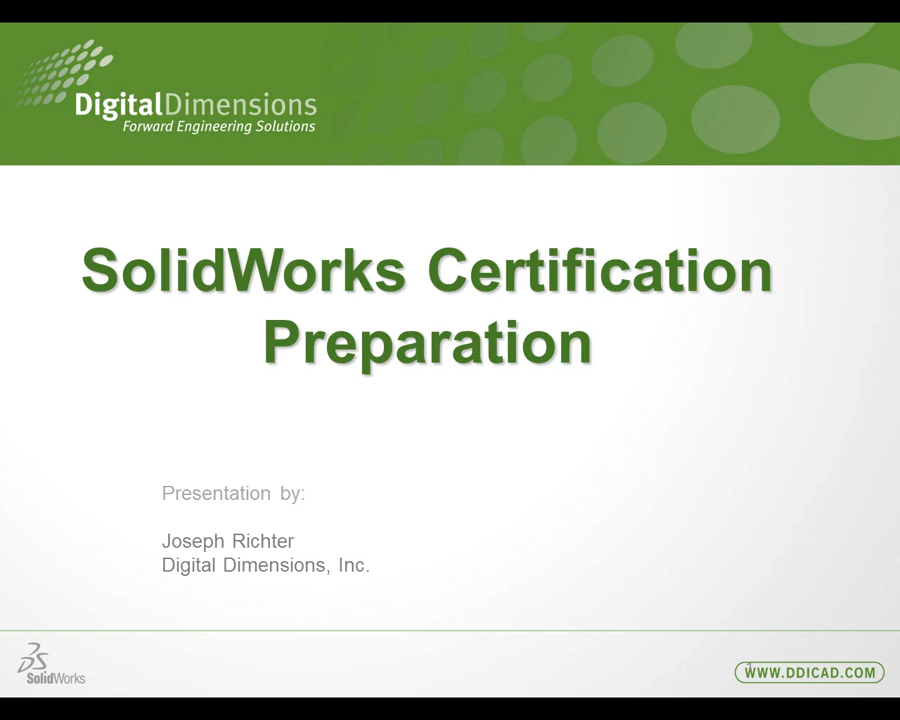 DigitalDimensions
Forward Engineering Solutions
SolidWorks Certification
Preparation
Presentation by:
Joseph Richter
Digital Dimensions, Inc.
SolidWorks
WWW.DDICAD.COM